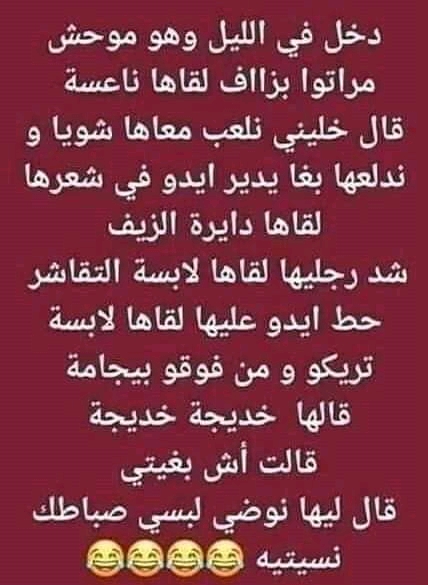 دخل في الليل وهو موحش
مراتوا بزااف لقاها ناعسة
قال خليني نلعب معاها شويا و
ندلعها بغا يدير ايدو في شعرها
لقاها دايرة الزيف
شد رجليها لقاها لابسة التقاشر
حط ايدو عليها لقاها لابسة
تريكو و من فوقو بيجامة
قالها خديجة خديجة
قالت أش بغيتي
قال ليها نوضي لبسي صباطك
نسيتيه 😂😂😂😂